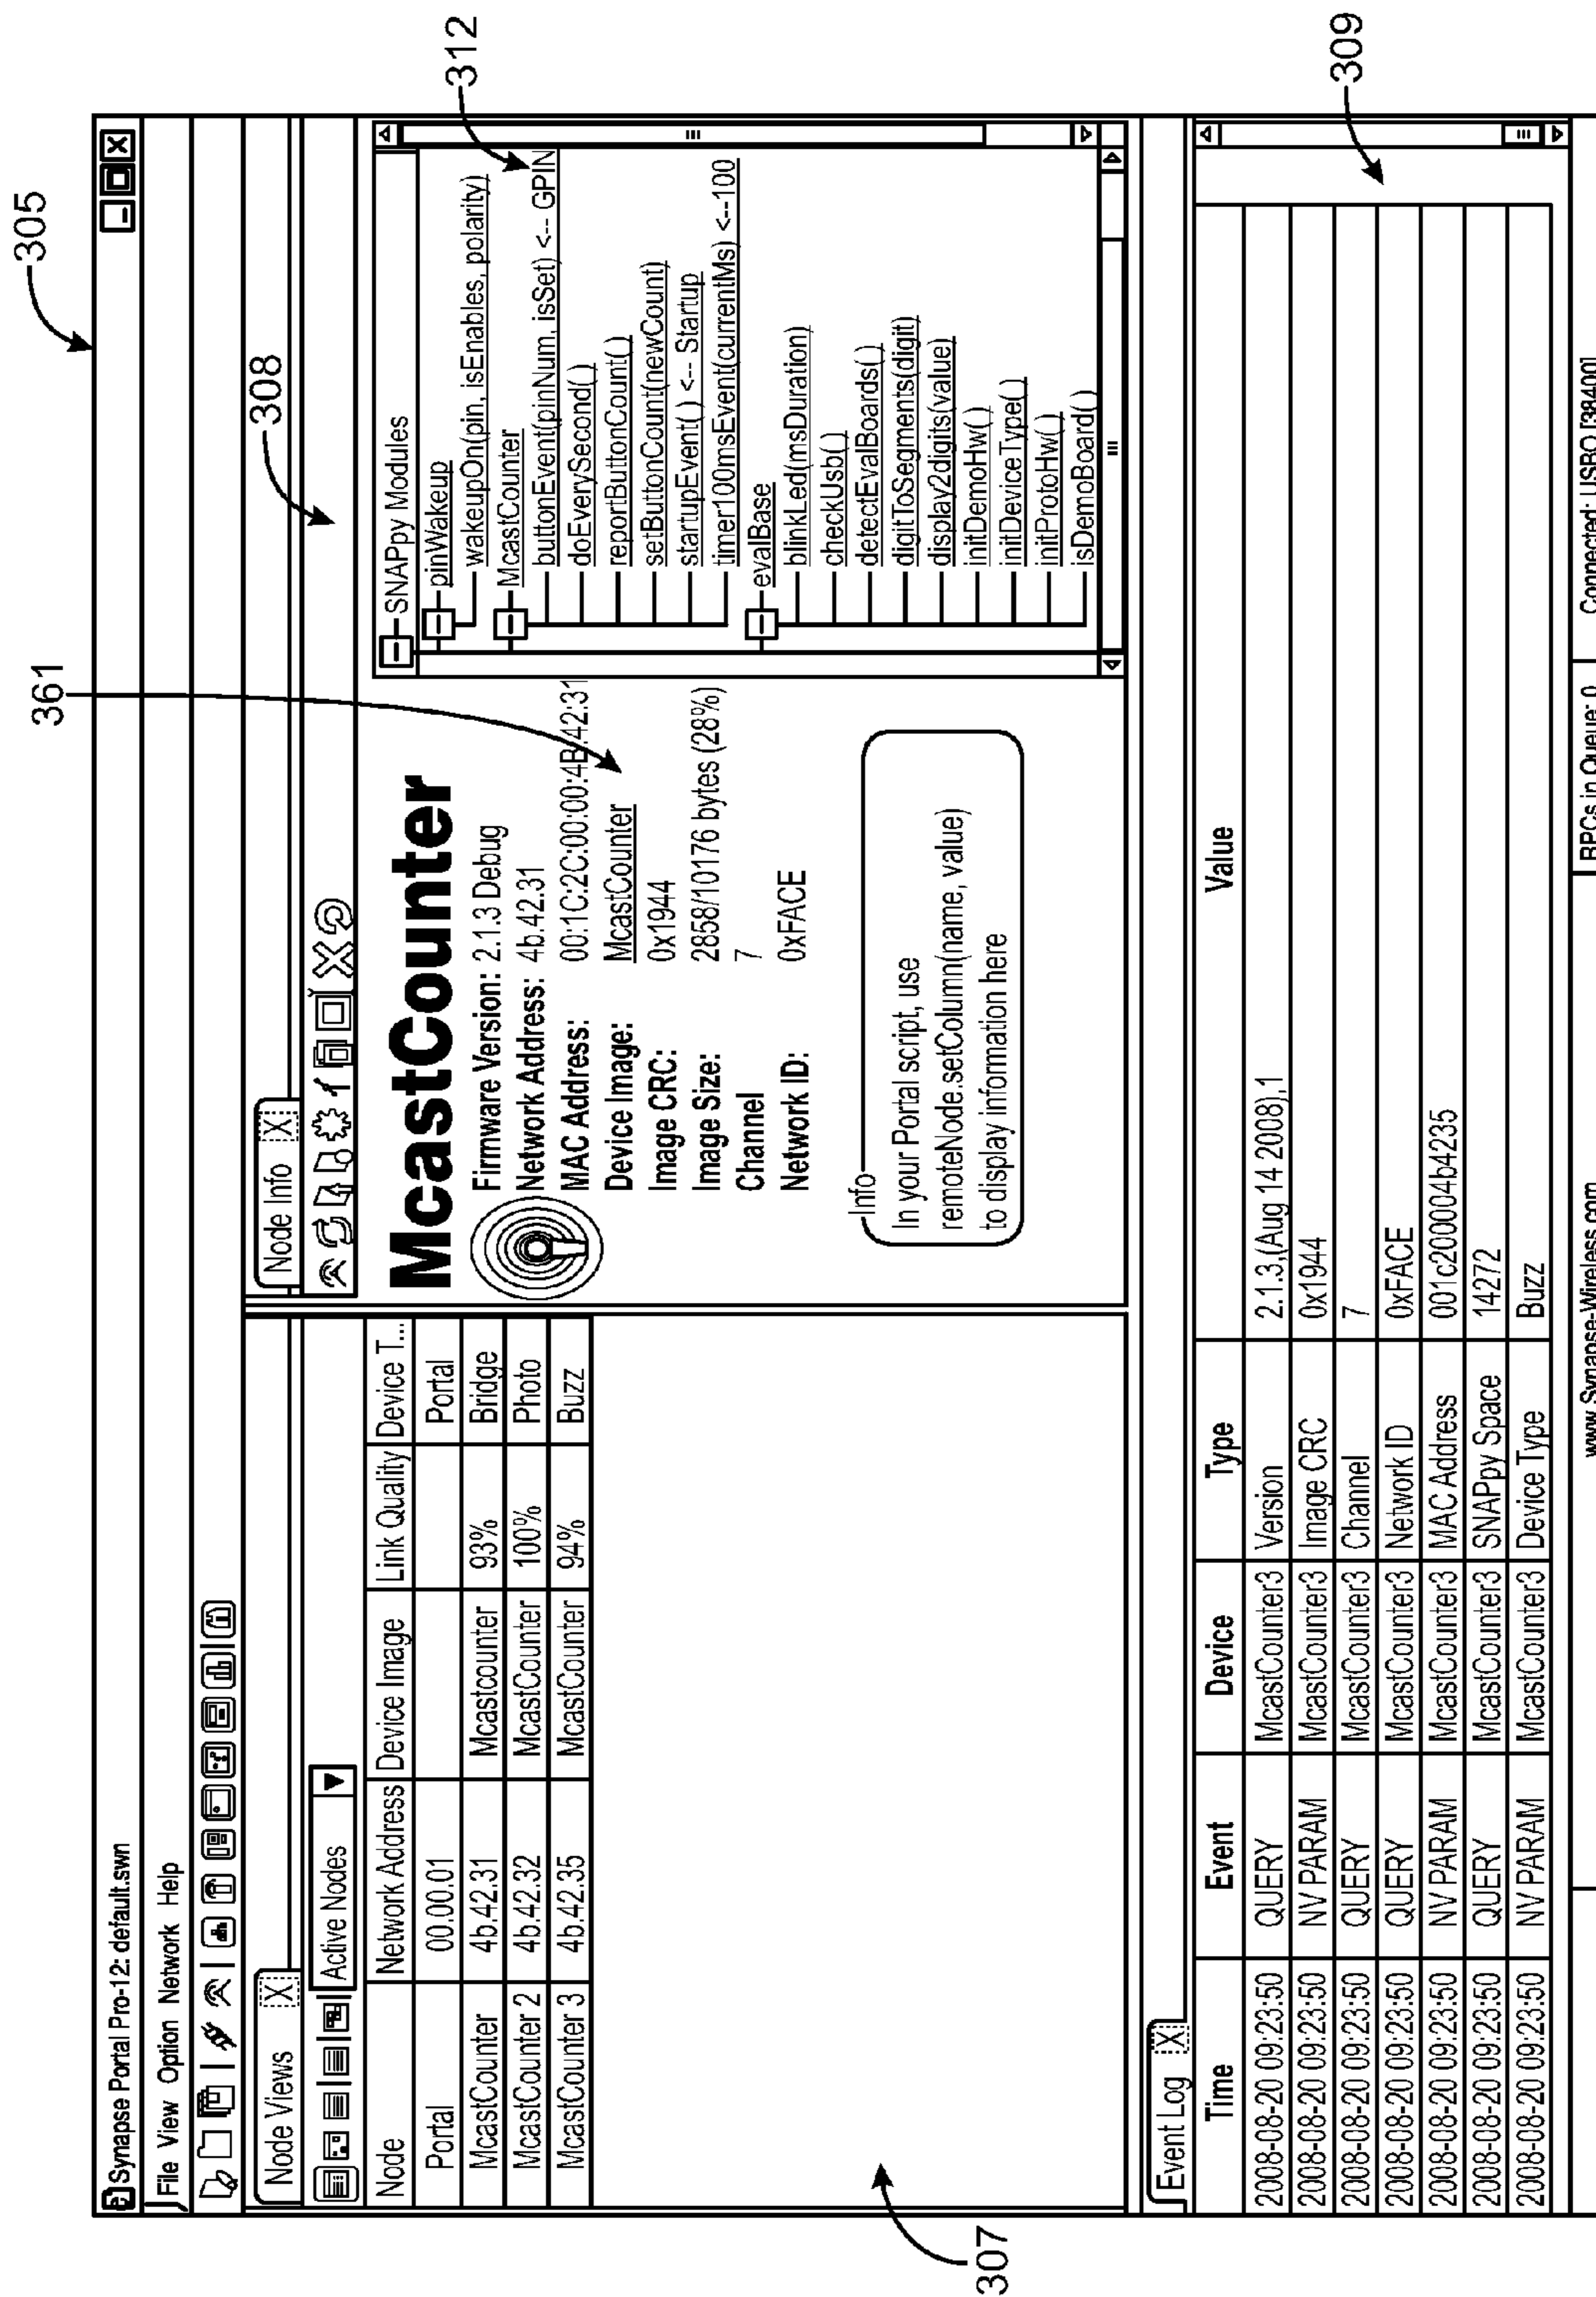 305
Synapse Portal Pro-12: default.swn
File View Option Network Help
308
Node Views X
Active Nodes
Node Network Address Device Image Link Quality Device T...
Portal 00.00.01 Portal
McastCounter 4b.42.31 Mcastcounter 93% Bridge
McastCounter 2 4b.42.32 McastCounter 100% Photo
McastCounter 3 4b.42.35 McastCounter 94% Buzz
307
Node Info X
361
McastCounter
Firmware Version: 2.1.3 Debug
Network Address: 4b.42.31
MAC Address: 00:1C:2C:00:00:4B:42:31
Device Image: McastCounter
Image CRC: 0x1944
Image Size: 2858/10176 bytes (28%)
Channel 7
Network ID: 0xFACE
Info
In your Portal script, use
remoteNode.setColumn(name, value)
to display information here
312
SNAPpy Modules
pinWakeup
wakeupOn(pin, isEnables, polarity)
McastCounter
buttonEvent(pinNum, isSet) <-- GPIN
doEverySecond( )
reportButtonCount( )
setButtonCount(newCount)
startupEvent( ) <-- Startup
timer100msEvent(currentMs) <--100
evalBase
blinkLed(msDuration)
checkUsb( )
detectEvalBoards( )
digitToSegments(digit)
display2digits(value)
initDemoHw( )
initDeviceType( )
initProtoHw( )
isDemoBoard( )
309
Event Log X
Time Event Device Type Value
2008-08-20 09:23:50 QUERY McastCounter3 Version 2.1.3,(Aug 14 2008),1
2008-08-20 09:23:50 NV PARAM McastCounter3 Image CRC 0x1944
2008-08-20 09:23:50 QUERY McastCounter3 Channel 7
2008-08-20 09:23:50 QUERY McastCounter3 Network ID 0xFACE
2008-08-20 09:23:50 NV PARAM McastCounter3 MAC Address 001c200004b4235
2008-08-20 09:23:50 QUERY McastCounter3 SNAPpy Space 14272
2008-08-20 09:23:50 NV PARAM McastCounter3 Device Type Buzz
www.Synapse-Wireless.com RPCs in Queue: 0 Connected: USBO [38400]